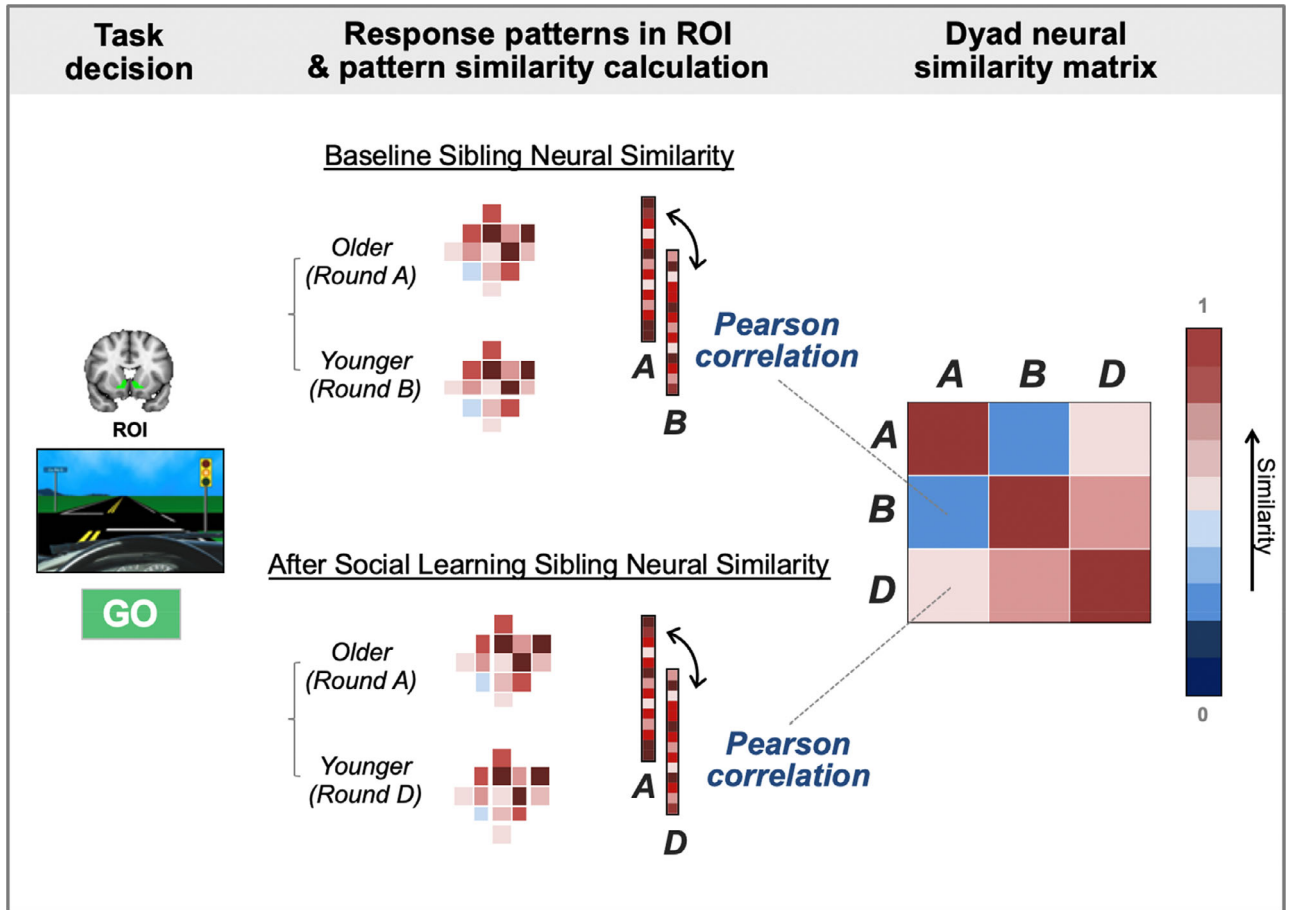 Task
decision
Response patterns in ROI
& pattern similarity calculation
Dyad neural
similarity matrix
Baseline Sibling Neural Similarity
Older
(Round A)
Younger
(Round B)
A
B
Pearson
correlation
ROI
GO
After Social Learning Sibling Neural Similarity
Older
(Round A)
Younger
(Round D)
A
D
Pearson
correlation
A B D
A
B
D
1
Similarity
0